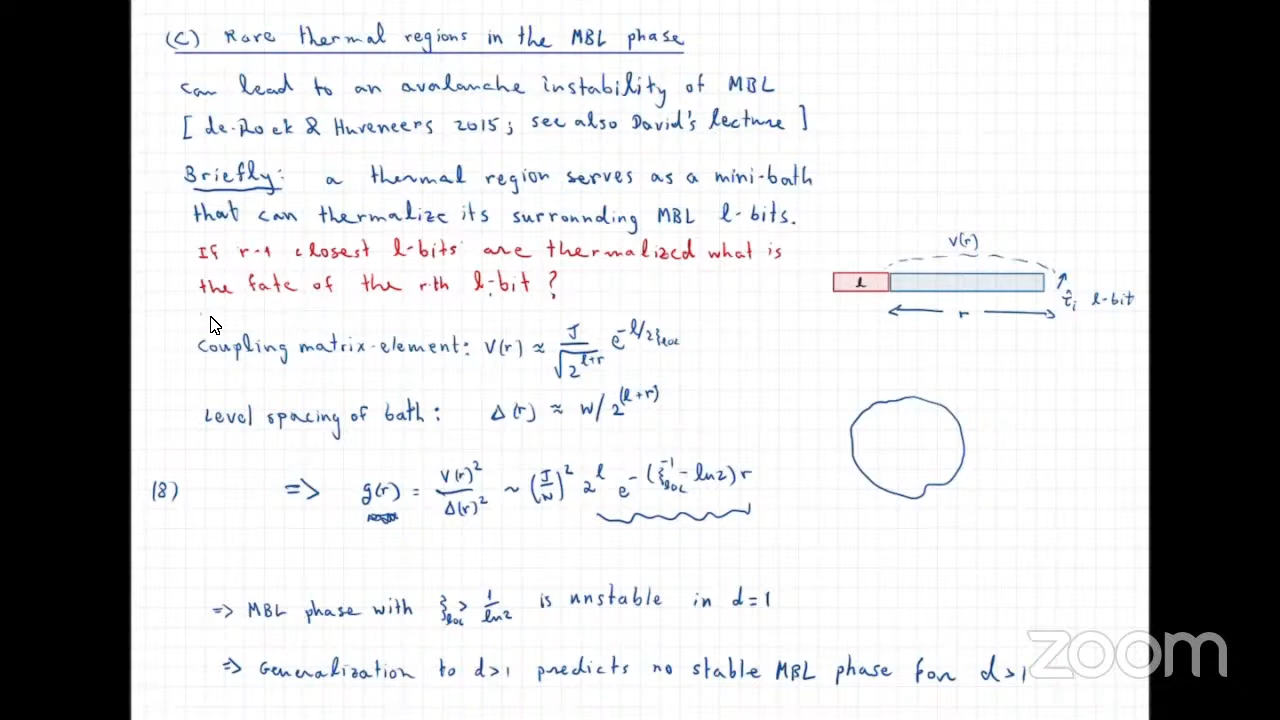 (C) Rare thermal regions in the MBL phase
can lead to an avalanche instability of MBL
[ de-Roek & Huveneers 2015; see also David's lecture ]
Briefly: a thermal region serves as a mini-bath
that can thermalize its surrounding MBL l-bits.
If r-1 closest l-bits are thermalized what is
the fate of the r-th l-bit ?
V(r)
l
τ̂ᵢ l-bit
r
Coupling matrix-element: V(r) ≈ J/√(2^(l+r)) e^(-l/2ξ_loc)
Level spacing of bath: Δ(r) ≈ W/2^(l+r)
(8) => g(r) = V(r)²/Δ(r)² ~ (J/W)² 2^l e^(-(ξ_loc^-1 - ln2)r)
=> MBL phase with ξ_loc > 1/ln2 is unstable in d=1
=> Generalization to d>1 predicts no stable MBL phase for d>1
zoom